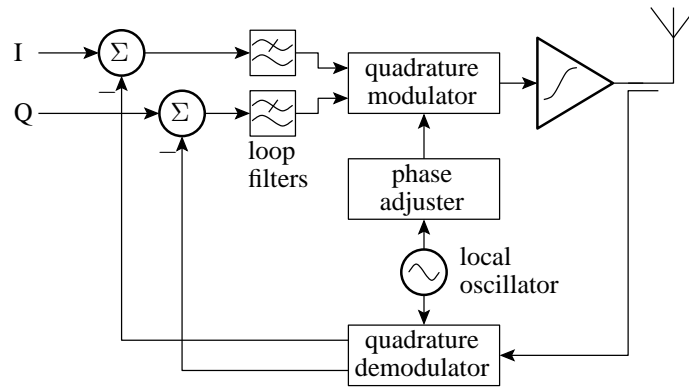 I
Σ
quadrature
modulator
Q
Σ
−
−
loop
filters
phase
adjuster
local
oscillator
quadrature
demodulator